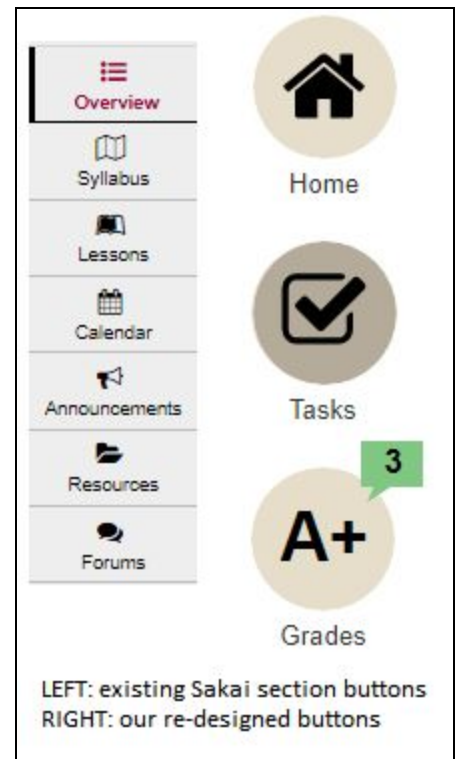 Overview
Syllabus
Lessons
Calendar
Announcements
Resources
Forums
Home
Tasks
3
A+
Grades
LEFT: existing Sakai section buttons
RIGHT: our re-designed buttons